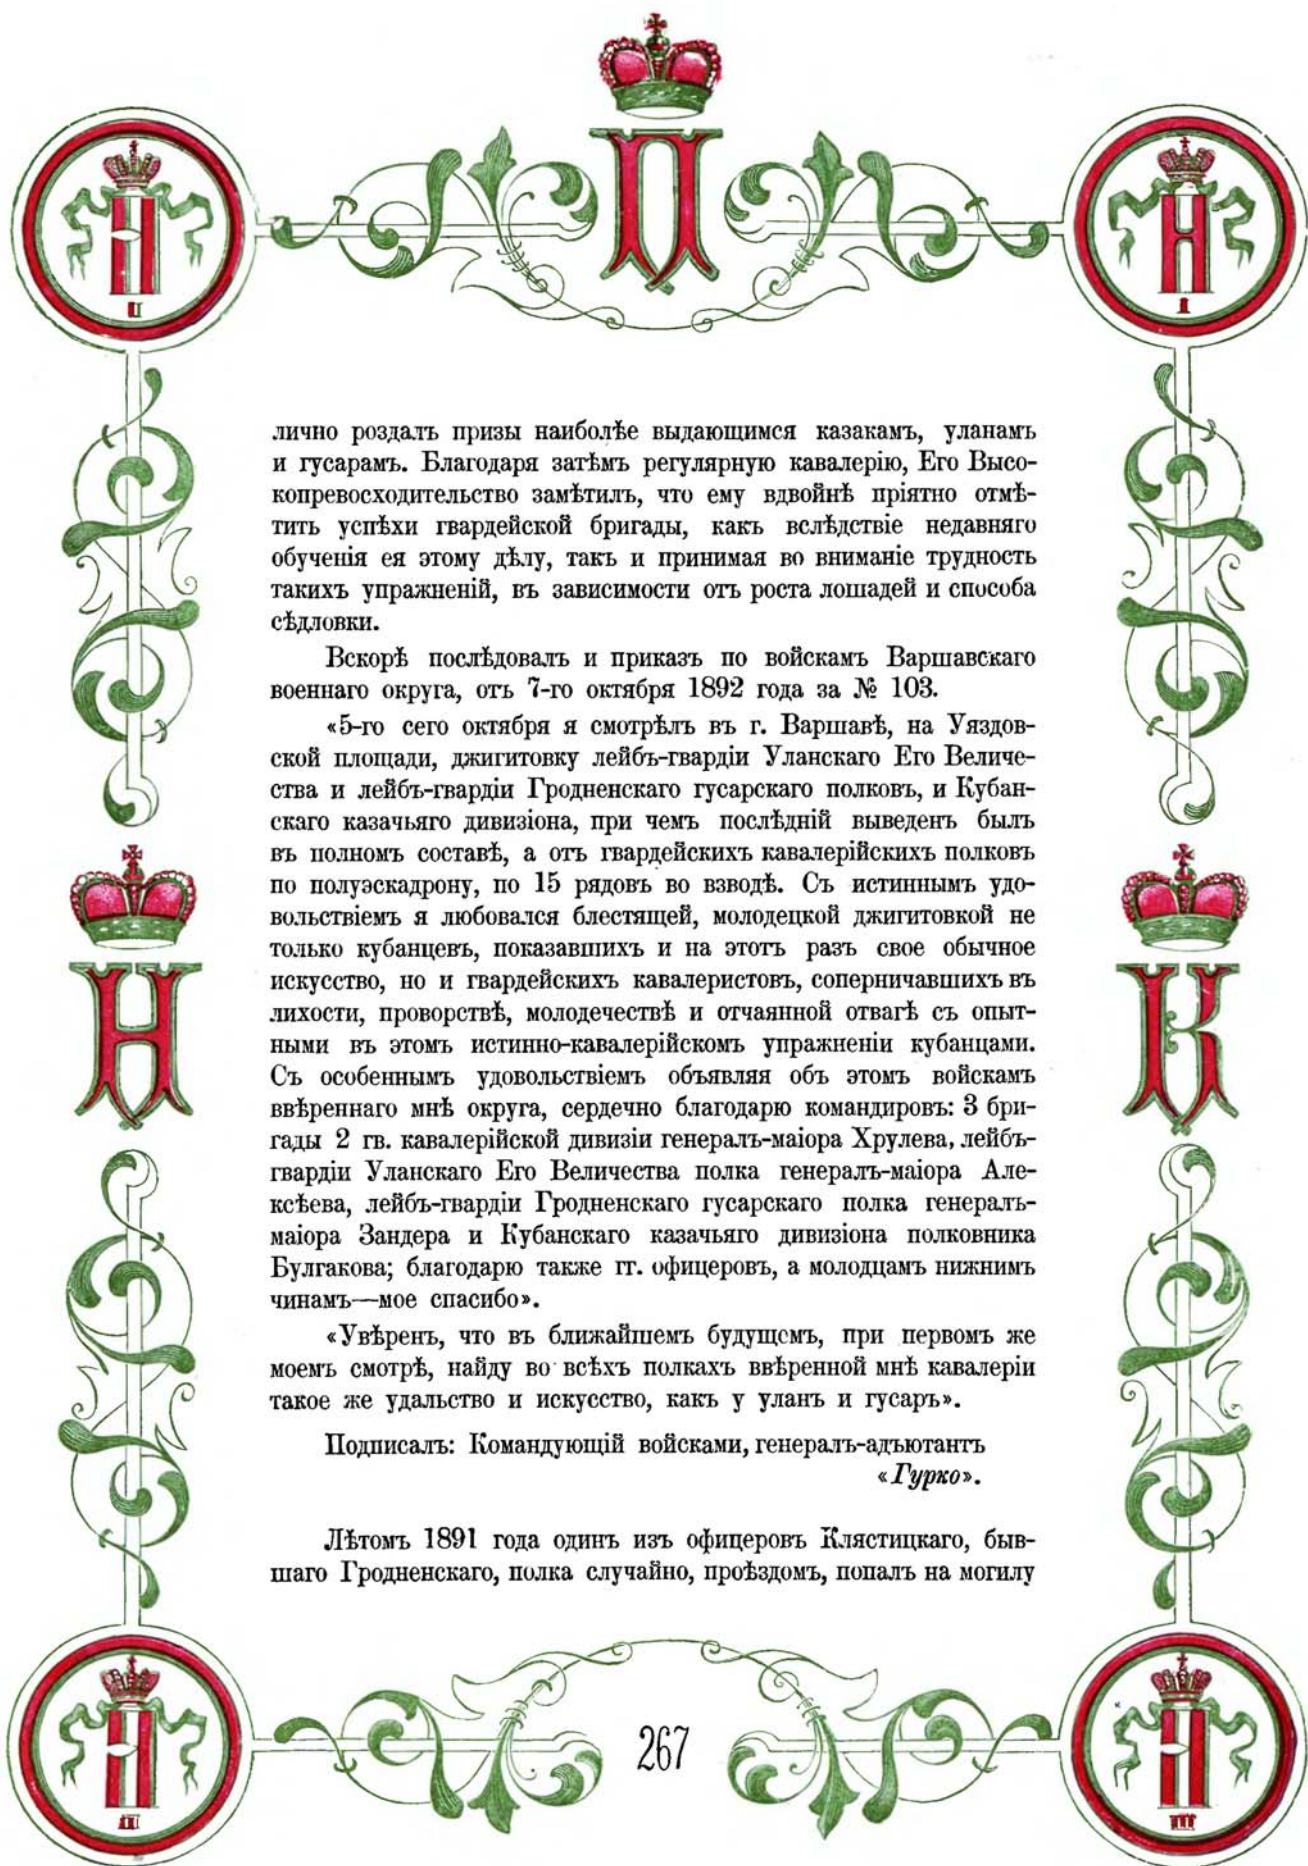 П
Н
I
лично роздалъ призы наиболѣе выдающимся казакамъ, уланамъ
и гусарамъ. Благодаря затѣмъ регулярную кавалерію, Его Высо-
копревосходительство замѣтилъ, что ему вдвойнѣ пріятно отмѣ-
тить успѣхи гвардейской бригады, какъ вслѣдствіе недавняго
обученія ея этому дѣлу, такъ и принимая во вниманіе трудность
такихъ упражненій, въ зависимости отъ роста лошадей и способа
сѣдловки.
Вскорѣ послѣдовалъ и приказъ по войскамъ Варшавскаго
военнаго округа, отъ 7-го октября 1892 года за № 103.
«5-го сего октября я смотрѣлъ въ г. Варшавѣ, на Уяздов-
ской площади, джигитовку лейбъ-гвардіи Уланскаго Его Величе-
ства и лейбъ-гвардіи Гродненскаго гусарскаго полковъ, и Кубан-
скаго казачьяго дивизіона, при чемъ послѣдній выведенъ былъ
въ полномъ составѣ, а отъ гвардейскихъ кавалерійскихъ полковъ
по полуэскадрону, по 15 рядовъ во взводѣ. Съ истиннымъ удо-
вольствіемъ я любовался блестящей, молодецкой джигитовкой не
только кубанцевъ, показавшихъ и на этотъ разъ свое обычное
искусство, но и гвардейскихъ кавалеристовъ, соперничавшихъ въ
лихости, проворствѣ, молодечествѣ и отчаянной отвагѣ съ опыт-
ными въ этомъ истинно-кавалерійскомъ упражненіи кубанцами.
Съ особеннымъ удовольствіемъ объявляя объ этомъ войскамъ
ввѣреннаго мнѣ округа, сердечно благодарю командировъ: 3 бри-
гады 2 гв. кавалерійской дивизіи генералъ-маіора Хрулева, лейбъ-
гвардіи Уланскаго Его Величества полка генералъ-маіора Але-
ксѣева, лейбъ-гвардіи Гродненскаго гусарскаго полка генералъ-
маіора Зандера и Кубанскаго казачьяго дивизіона полковника
Булгакова; благодарю также гг. офицеровъ, а молодцамъ нижнимъ
чинамъ—мое спасибо».
«Увѣренъ, что въ ближайшемъ будущемъ, при первомъ же
моемъ смотрѣ, найду во всѣхъ полкахъ ввѣренной мнѣ кавалеріи
такое же удальство и искусство, какъ у уланъ и гусаръ».
Подписалъ: Командующій войсками, генералъ-адъютантъ
«Гурко».
Лѣтомъ 1891 года одинъ изъ офицеровъ Клястицкаго, быв-
шаго Гродненскаго, полка случайно, проѣздомъ, попалъ на могилу
Н
К
III
267